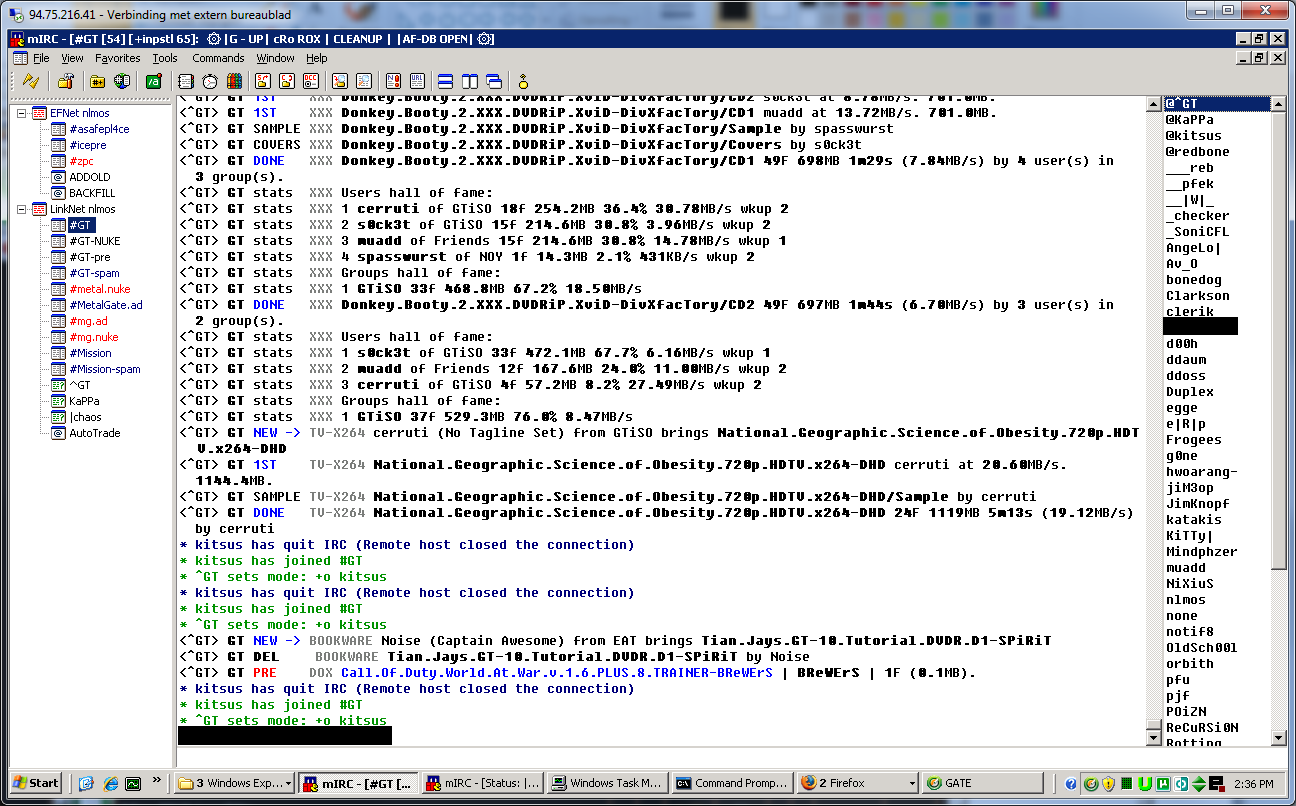 94.75.216.41 - Verbinding met extern bureaublad
mIRC - [#GT [54] [+inpstl 65]: |G - UP| cRo ROX | CLEANUP | |AF-DB OPEN| ]
File View Favorites Tools Commands Window Help
EFNet nlmos
#asafepl4ce
#icepre
#zpc
ADDOLD
BACKFILL
LinkNet nlmos
#GT
#GT-NUKE
#GT-pre
#GT-spam
#metal.nuke
#MetalGate.ad
#mg.ad
#mg.nuke
#Mission
#Mission-spam
^GT
KaPPa
|chaos
AutoTrade
<^GT> GT 1ST XXX Donkey.Booty.2.XXX.DVDRiP.XviD-DivXfacTory/CD2 s0ck3t at 8.78MB/s. 701.0MB.
<^GT> GT 1ST XXX Donkey.Booty.2.XXX.DVDRiP.XviD-DivXfacTory/CD1 muadd at 13.72MB/s. 701.0MB.
<^GT> GT SAMPLE XXX Donkey.Booty.2.XXX.DVDRiP.XviD-DivXfacTory/Sample by spasswurst
<^GT> GT COVERS XXX Donkey.Booty.2.XXX.DVDRiP.XviD-DivXfacTory/Covers by s0ck3t
<^GT> GT DONE XXX Donkey.Booty.2.XXX.DVDRiP.XviD-DivXfacTory/CD1 49F 698MB 1m29s (7.84MB/s) by 4 user(s) in
3 group(s).
<^GT> GT stats XXX Users hall of fame:
<^GT> GT stats XXX 1 cerruti of GTiSO 18f 254.2MB 36.4% 30.78MB/s wkup 2
<^GT> GT stats XXX 2 s0ck3t of GTiSO 15f 214.6MB 30.8% 3.96MB/s wkup 2
<^GT> GT stats XXX 3 muadd of Friends 15f 214.6MB 30.8% 14.78MB/s wkup 1
<^GT> GT stats XXX 4 spasswurst of NOY 1f 14.3MB 2.1% 431KB/s wkup 2
<^GT> GT stats XXX Groups hall of fame:
<^GT> GT stats XXX 1 GTiSO 33f 468.8MB 67.2% 18.50MB/s
<^GT> GT DONE XXX Donkey.Booty.2.XXX.DVDRiP.XviD-DivXfacTory/CD2 49F 697MB 1m44s (6.70MB/s) by 3 user(s) in
2 group(s).
<^GT> GT stats XXX Users hall of fame:
<^GT> GT stats XXX 1 s0ck3t of GTiSO 33f 472.1MB 67.7% 6.16MB/s wkup 1
<^GT> GT stats XXX 2 muadd of Friends 12f 167.6MB 24.0% 11.00MB/s wkup 2
<^GT> GT stats XXX 3 cerruti of GTiSO 4f 57.2MB 8.2% 27.49MB/s wkup 2
<^GT> GT stats XXX Groups hall of fame:
<^GT> GT stats XXX 1 GTiSO 37f 529.3MB 76.0% 8.47MB/s
<^GT> GT NEW -> TV-X264 cerruti (No Tagline Set) from GTiSO brings National.Geographic.Science.of.Obesity.720p.HDT
V.x264-DHD
<^GT> GT 1ST TV-X264 National.Geographic.Science.of.Obesity.720p.HDTV.x264-DHD cerruti at 20.60MB/s.
1144.4MB.
<^GT> GT SAMPLE TV-X264 National.Geographic.Science.of.Obesity.720p.HDTV.x264-DHD/Sample by cerruti
<^GT> GT DONE TV-X264 National.Geographic.Science.of.Obesity.720p.HDTV.x264-DHD 24F 1119MB 5m13s (19.12MB/s)
by cerruti
* kitsus has quit IRC (Remote host closed the connection)
* kitsus has joined #GT
* ^GT sets mode: +o kitsus
* kitsus has quit IRC (Remote host closed the connection)
* kitsus has joined #GT
* ^GT sets mode: +o kitsus
<^GT> GT NEW -> BOOKWARE Noise (Captain Awesome) from EAT brings Tian.Jays.GT-10.Tutorial.DVDR.D1-SPiRiT
<^GT> GT DEL BOOKWARE Tian.Jays.GT-10.Tutorial.DVDR.D1-SPiRiT by Noise
<^GT> GT PRE DOX Call.Of.Duty.World.At.War.v.1.6.PLUS.8.TRAINER-BReWErS | BReWErS | 1F (0.1MB).
* kitsus has quit IRC (Remote host closed the connection)
* kitsus has joined #GT
* ^GT sets mode: +o kitsus
@^GT
@KaPPa
@kitsus
@redbone
___reb
__pfek
__|W|_
_checker
_SoniCFL
AngeLo|
Av_O
bonedog
Clarkson
clerik
d00h
ddaum
ddoss
Duplex
egge
e|R|p
Frogees
g0ne
hwoarang-
jiM3op
JimKnopf
katakis
KiTTy|
Mindphzer
muadd
NiXiuS
nlmos
none
notif8
OldSch00l
orbith
pfu
pjf
POiZN
ReCuRSi0N
Rotting
Start
3 Windows Exp...
mIRC - [#GT [...
mIRC - [Status: |...
Windows Task M...
Command Promp...
2 Firefox
GATE
2:36 PM